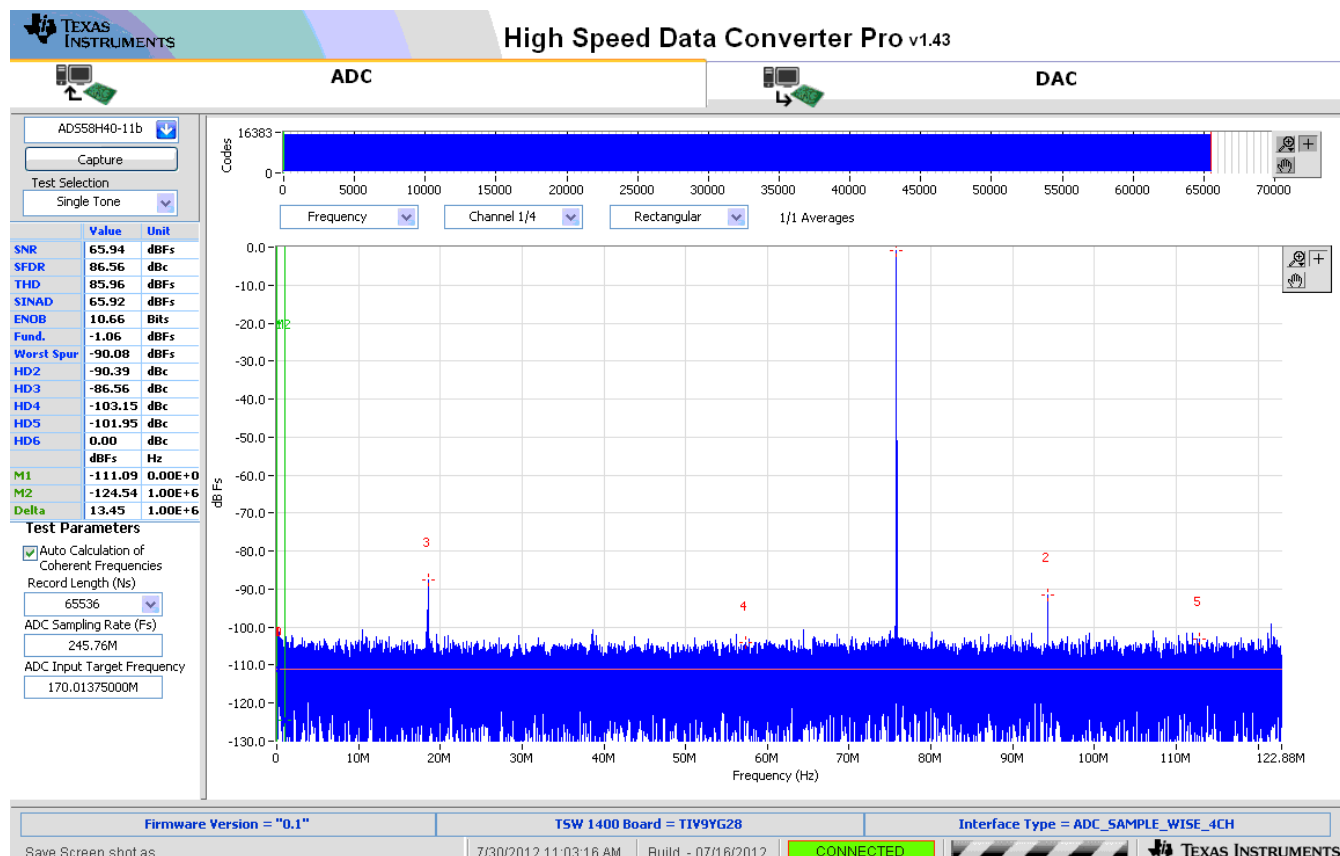 TEXAS INSTRUMENTS
High Speed Data Converter Pro v1.43
ADC
DAC
ADS58H40-11b
Capture
Test Selection
Single Tone
Value Unit
SNR 65.94 dBFs
SFDR 86.56 dBc
THD 85.96 dBFs
SINAD 65.92 dBFs
ENOB 10.66 Bits
Fund. -1.06 dBFs
Worst Spur -90.08 dBFs
HD2 -90.39 dBc
HD3 -86.56 dBc
HD4 -103.15 dBc
HD5 -101.95 dBc
HD6 0.00 dBc
dBFs Hz
M1 -111.09 0.00E+0
M2 -124.54 1.00E+6
Delta 13.45 1.00E+6
Test Parameters
Auto Calculation of
Coherent Frequencies
Record Length (Ns)
65536
ADC Sampling Rate (Fs)
245.76M
ADC Input Target Frequency
170.01375000M
Codes
16383
0
0 5000 10000 15000 20000 25000 30000 35000 40000 45000 50000 55000 60000 65000 70000
Frequency Channel 1/4 Rectangular 1/1 Averages
dB Fs
0.0
-10.0
-20.0
M2
-30.0
-40.0
-50.0
-60.0
-70.0
-80.0
-90.0
-100.0
-110.0
-120.0
-130.0
3
4
2
5
0 10M 20M 30M 40M 50M 60M 70M 80M 90M 100M 110M 122.88M
Frequency (Hz)
Firmware Version = "0.1" TSW 1400 Board = TIV9YG28 Interface Type = ADC_SAMPLE_WISE_4CH
Save Screen shot as 7/30/2012 11:03:16 AM Build - 07/16/2012 CONNECTED TEXAS INSTRUMENTS